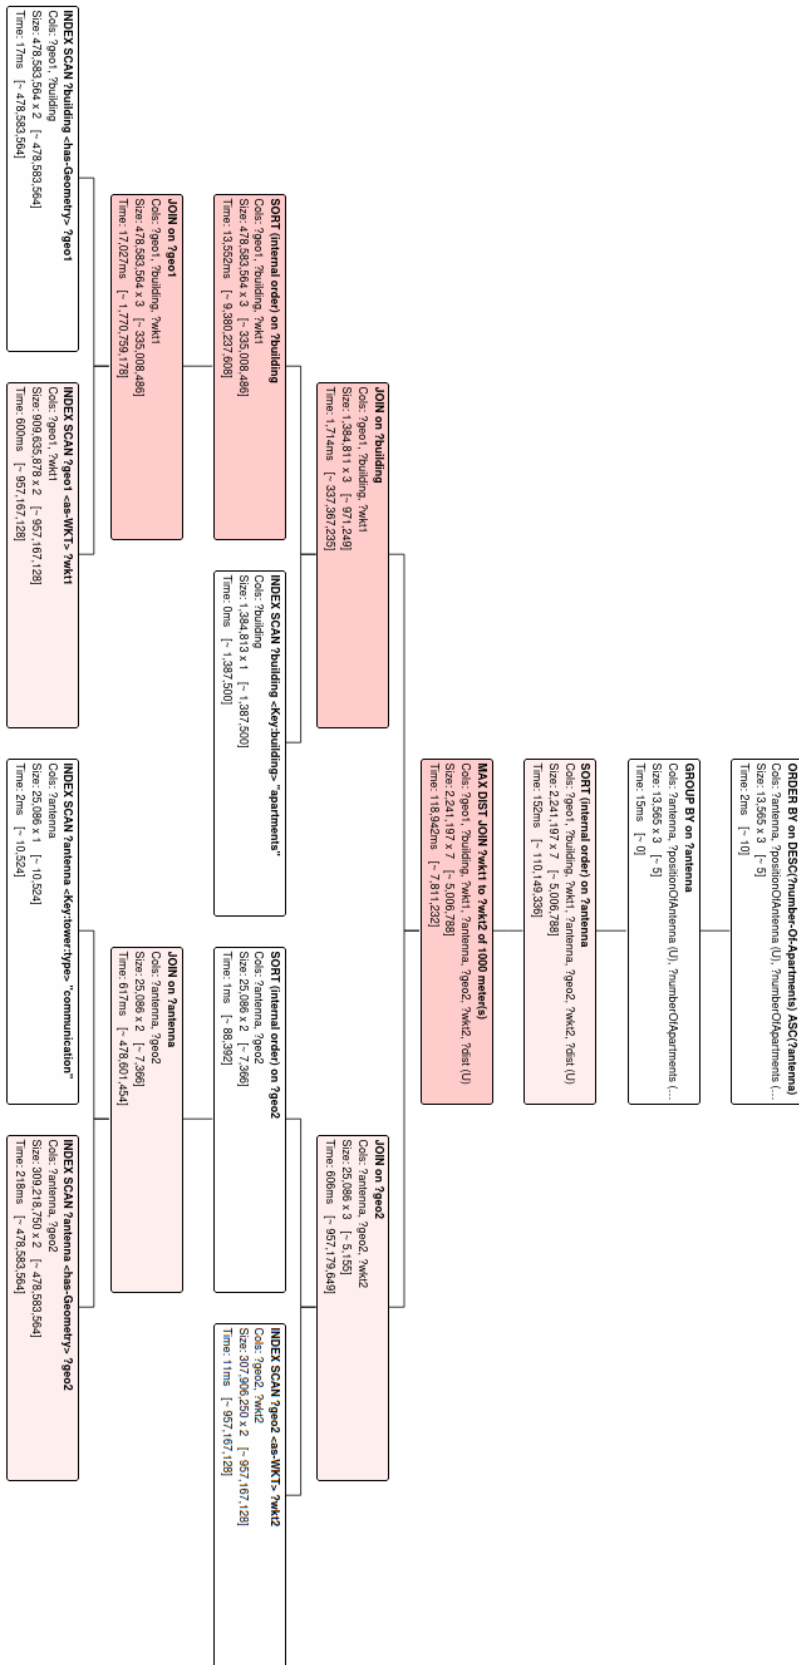 ORDER BY on DESC(?number-Of-Apartments) ASC(?antenna)
Cols: ?antenna, ?positionOfAntenna (U), ?numberOfApartments (...
Size: 13,565 x 3 [~ 5]
Time: 2ms [~ 10]
GROUP BY on ?antenna
Cols: ?antenna, ?positionOfAntenna (U), ?numberOfApartments (...
Size: 13,565 x 3 [~ 5]
Time: 15ms [~ 0]
SORT (internal order) on ?antenna
Cols: ?geo1, ?building, ?wkt1, ?antenna, ?geo2, ?wkt2, ?dist (U)
Size: 2,241,197 x 7 [~ 5,006,788]
Time: 152ms [~ 110,149,336]
MAX DIST JOIN ?wkt1 to ?wkt2 of 1000 meter(s)
Cols: ?geo1, ?building, ?wkt1, ?antenna, ?geo2, ?wkt2, ?dist (U)
Size: 2,241,197 x 7 [~ 5,006,788]
Time: 118,942ms [~ 7,811,232]
JOIN on ?building
Cols: ?geo1, ?building, ?wkt1
Size: 1,384,811 x 3 [~ 971,249]
Time: 1,714ms [~ 337,367,235]
JOIN on ?geo2
Cols: ?antenna, ?geo2, ?wkt2
Size: 25,086 x 3 [~ 5,155]
Time: 606ms [~ 957,179,649]
SORT (internal order) on ?building
Cols: ?geo1, ?building, ?wkt1
Size: 478,583,564 x 3 [~ 335,008,486]
Time: 13,552ms [~ 9,380,237,608]
INDEX SCAN ?building <Key:building> "apartments"
Cols: ?building
Size: 1,384,813 x 1 [~ 1,387,500]
Time: 0ms [~ 1,387,500]
SORT (internal order) on ?geo2
Cols: ?antenna, ?geo2
Size: 25,086 x 2 [~ 7,366]
Time: 1ms [~ 88,392]
INDEX SCAN ?geo2 <as-WKT> ?wkt2
Cols: ?geo2, ?wkt2
Size: 307,906,250 x 2 [~ 957,167,128]
Time: 11ms [~ 957,167,128]
JOIN on ?geo1
Cols: ?geo1, ?building, ?wkt1
Size: 478,583,564 x 3 [~ 335,008,486]
Time: 17,027ms [~ 1,770,759,178]
JOIN on ?antenna
Cols: ?antenna, ?geo2
Size: 25,086 x 2 [~ 7,366]
Time: 617ms [~ 478,601,454]
INDEX SCAN ?building <has-Geometry> ?geo1
Cols: ?geo1, ?building
Size: 478,583,564 x 2 [~ 478,583,564]
Time: 17ms [~ 478,583,564]
INDEX SCAN ?geo1 <as-WKT> ?wkt1
Cols: ?geo1, ?wkt1
Size: 909,635,878 x 2 [~ 957,167,128]
Time: 600ms [~ 957,167,128]
INDEX SCAN ?antenna <Key:tower:type> "communication"
Cols: ?antenna
Size: 25,086 x 1 [~ 10,524]
Time: 2ms [~ 10,524]
INDEX SCAN ?antenna <has-Geometry> ?geo2
Cols: ?antenna, ?geo2
Size: 309,218,750 x 2 [~ 478,583,564]
Time: 218ms [~ 478,583,564]